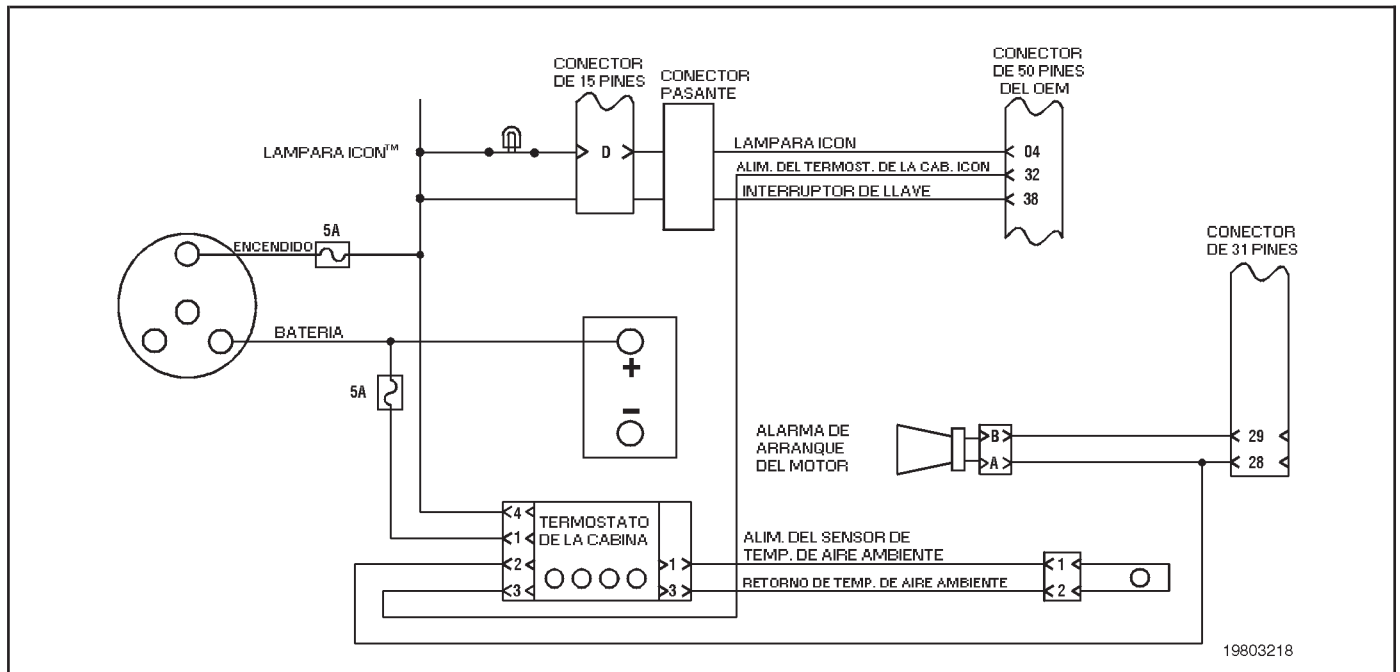 CONECTOR
DE 15 PINES
CONECTOR
PASANTE
CONECTOR
DE 50 PINES
DEL OEM
LAMPARA ICON™
D
LAMPARA ICON
04
ALIM. DEL TERMOST. DE LA CAB. ICON
32
INTERRUPTOR DE LLAVE
38
5A
ENCENDIDO
CONECTOR
DE 31 PINES
BATERIA
+
5A
–
ALARMA DE
ARRANQUE
DEL MOTOR
B
29
A
28
4
TERMOSTATO
DE LA CABINA
1
2
3
1
3
ALIM. DEL SENSOR DE
TEMP. DE AIRE AMBIENTE
1
RETORNO DE TEMP. DE AIRE AMBIENTE
2
19803218